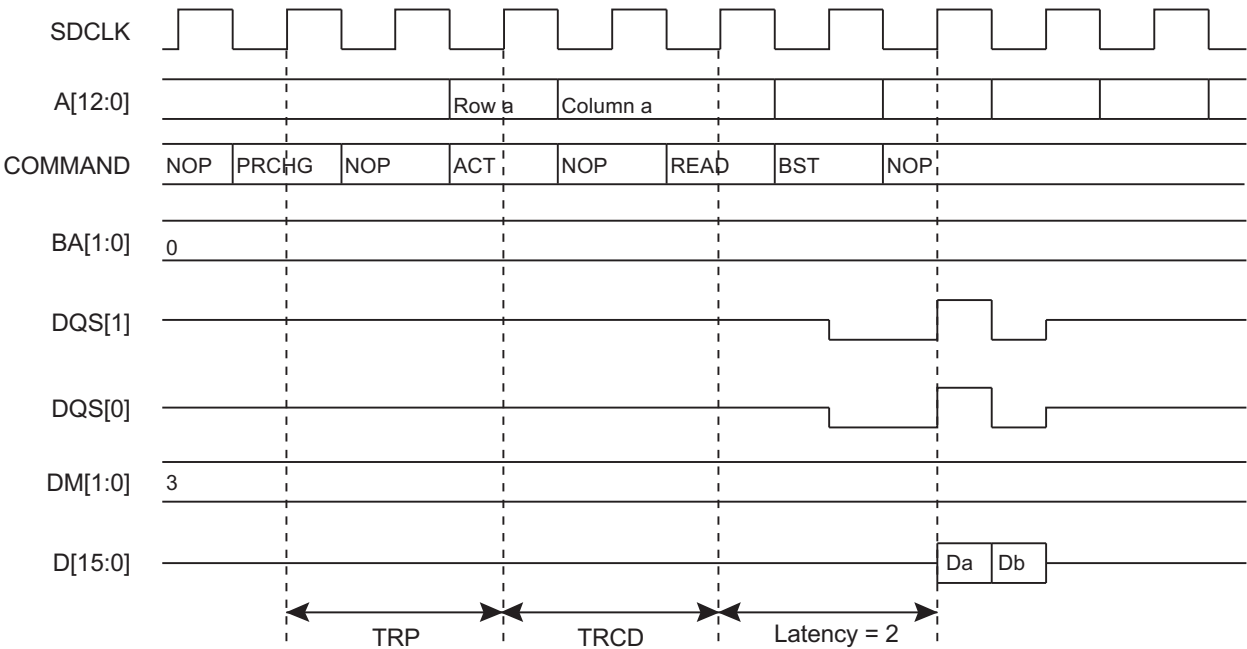 SDCLK
A[12:0]
Row a
Column a
COMMAND
NOP
PRCHG
NOP
ACT
NOP
READ
BST
NOP
BA[1:0]
0
DQS[1]
DQS[0]
DM[1:0]
3
D[15:0]
Da
Db
TRP
TRCD
Latency = 2